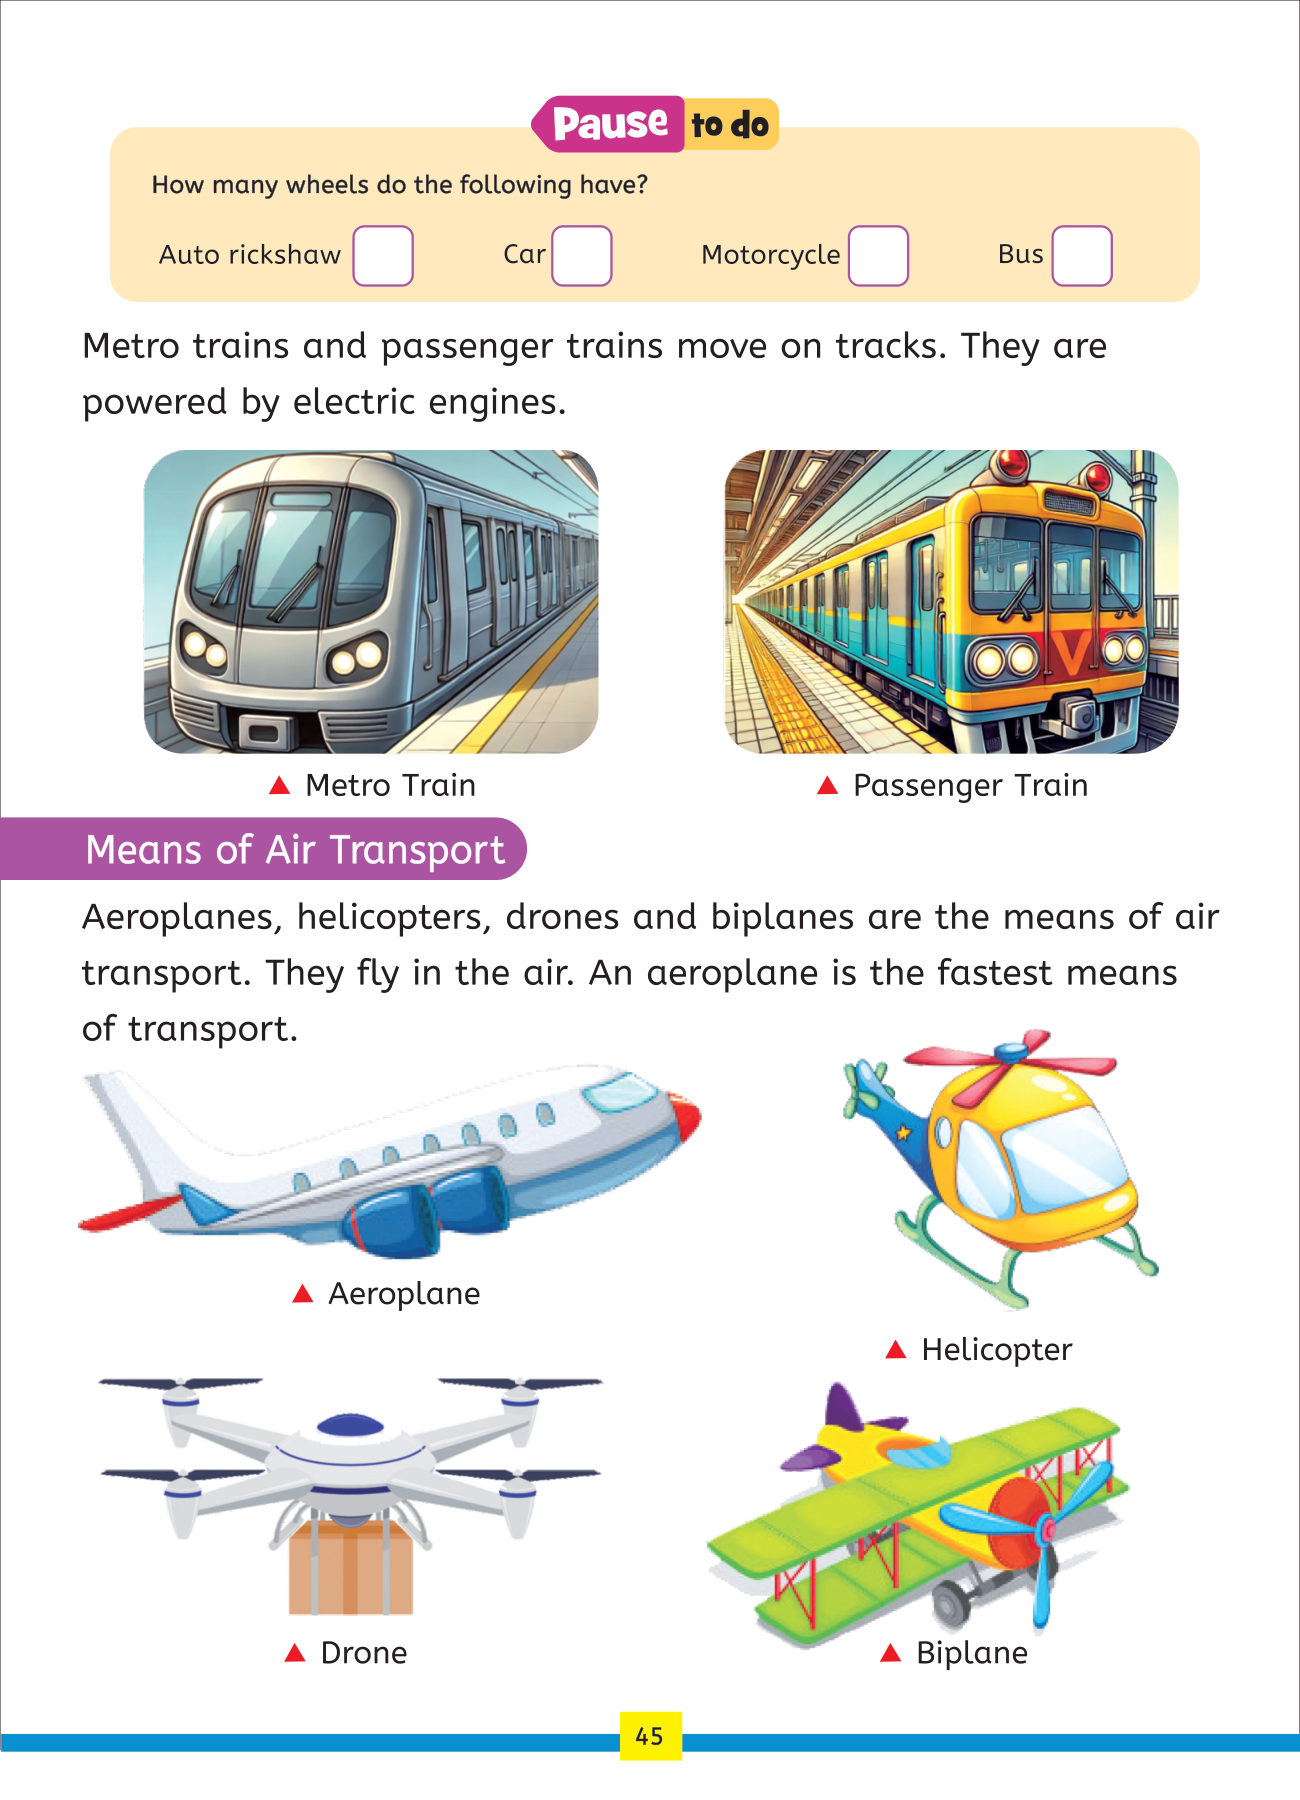 Pause to do
How many wheels do the following have?
Auto rickshaw Car Motorcycle Bus
Metro trains and passenger trains move on tracks. They are
powered by electric engines.
V
▲ Metro Train ▲ Passenger Train
Means of Air Transport
Aeroplanes, helicopters, drones and biplanes are the means of air
transport. They fly in the air. An aeroplane is the fastest means
of transport.
▲ Aeroplane
▲ Helicopter
▲ Drone ▲ Biplane
45